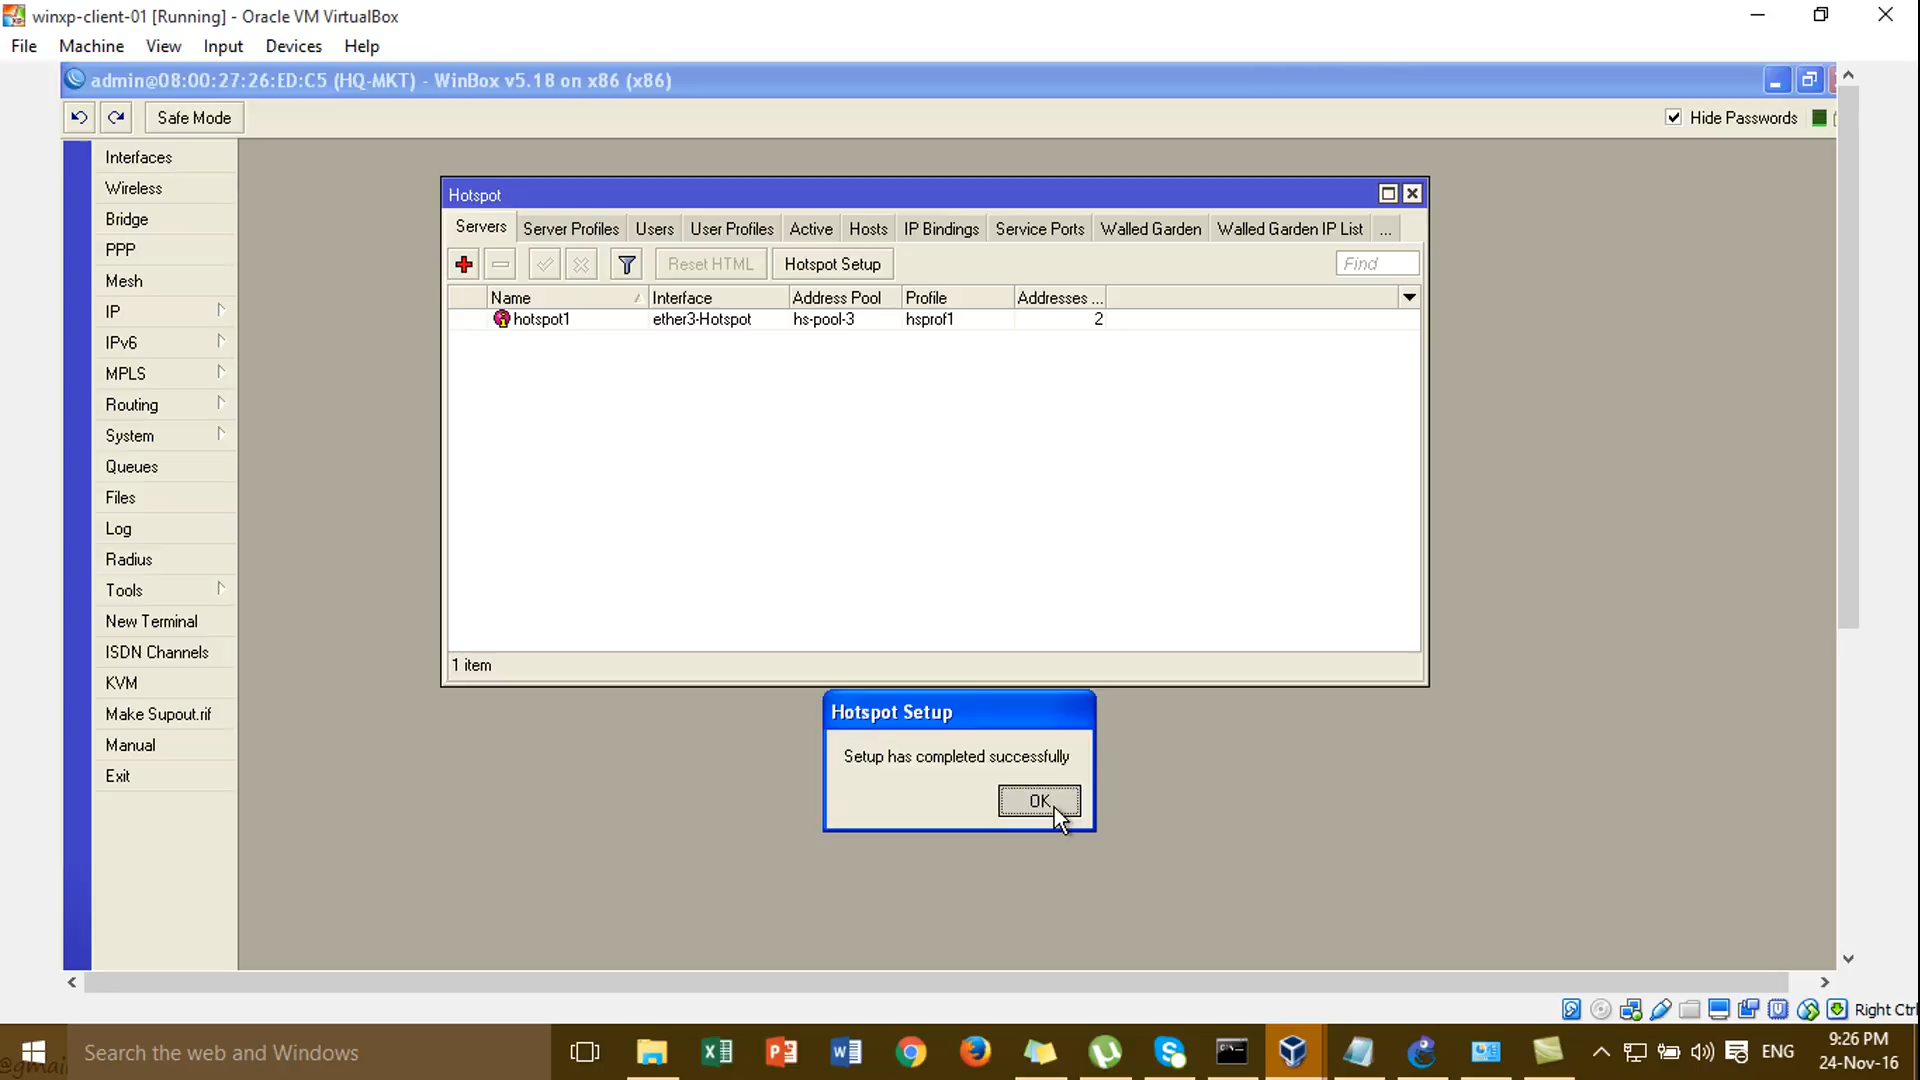 winxp-client-01 [Running] - Oracle VM VirtualBox
File Machine View Input Devices Help
admin@08:00:27:26:ED:C5 (HQ-MKT) - WinBox v5.18 on x86 (x86)
Safe Mode
Hide Passwords
Interfaces
Wireless
Bridge
PPP
Mesh
IP
IPv6
MPLS
Routing
System
Queues
Files
Log
Radius
Tools
New Terminal
ISDN Channels
KVM
Make Supout.rif
Manual
Exit
Hotspot
Servers Server Profiles Users User Profiles Active Hosts IP Bindings Service Ports Walled Garden Walled Garden IP List ...
Reset HTML Hotspot Setup Find
Name Interface Address Pool Profile Addresses ...
hotspot1 ether3-Hotspot hs-pool-3 hsprof1 2
1 item
Hotspot Setup
Setup has completed successfully
OK
Right Ctrl
Search the web and Windows
ENG
9:26 PM
24-Nov-16
@gmai